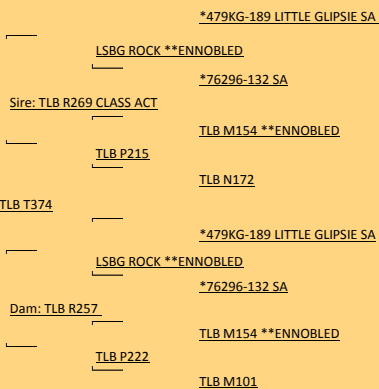 *479KG-189 LITTLE GLIPSIE SA
LSBG ROCK **ENNOBLED
*76296-132 SA
Sire: TLB R269 CLASS ACT
TLB M154 **ENNOBLED
TLB P215
TLB N172
TLB T374
*479KG-189 LITTLE GLIPSIE SA
LSBG ROCK **ENNOBLED
*76296-132 SA
Dam: TLB R257
TLB M154 **ENNOBLED
TLB P222
TLB M101